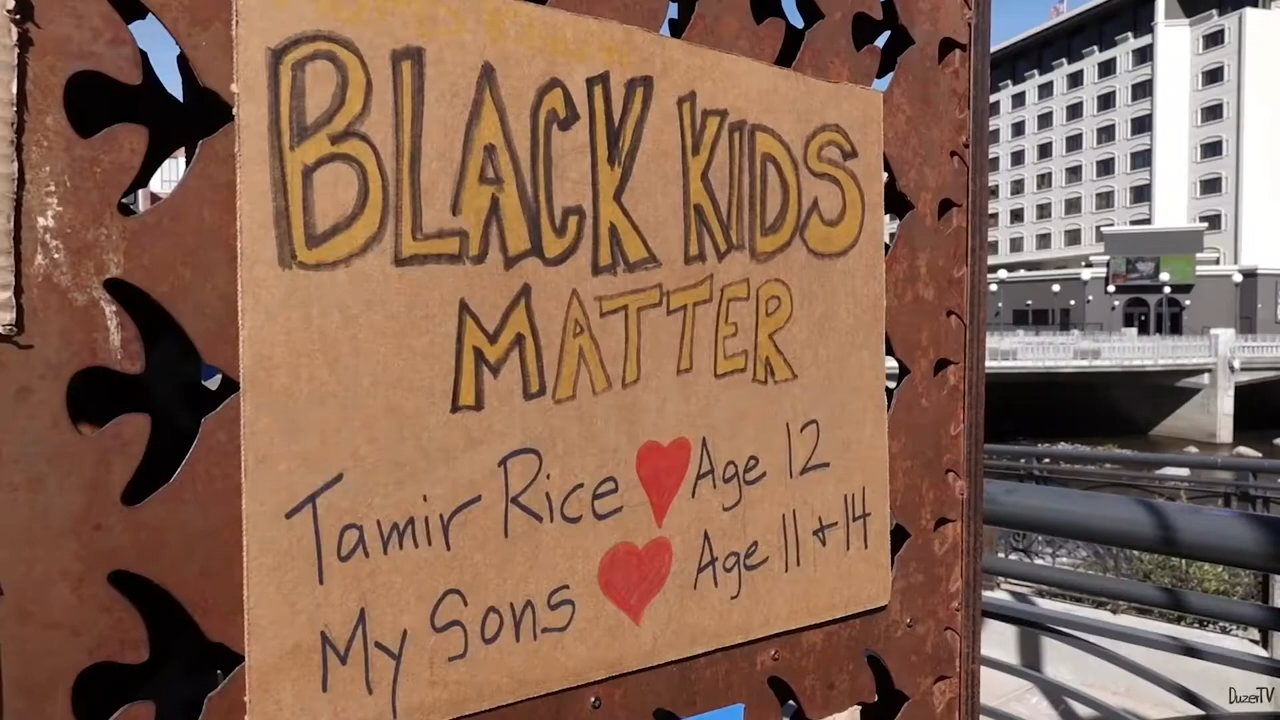 BLACK KIDS
MATTER
Tamir Rice ❤ Age 12
My Sons ❤ Age 11 + 14
DuzerTV